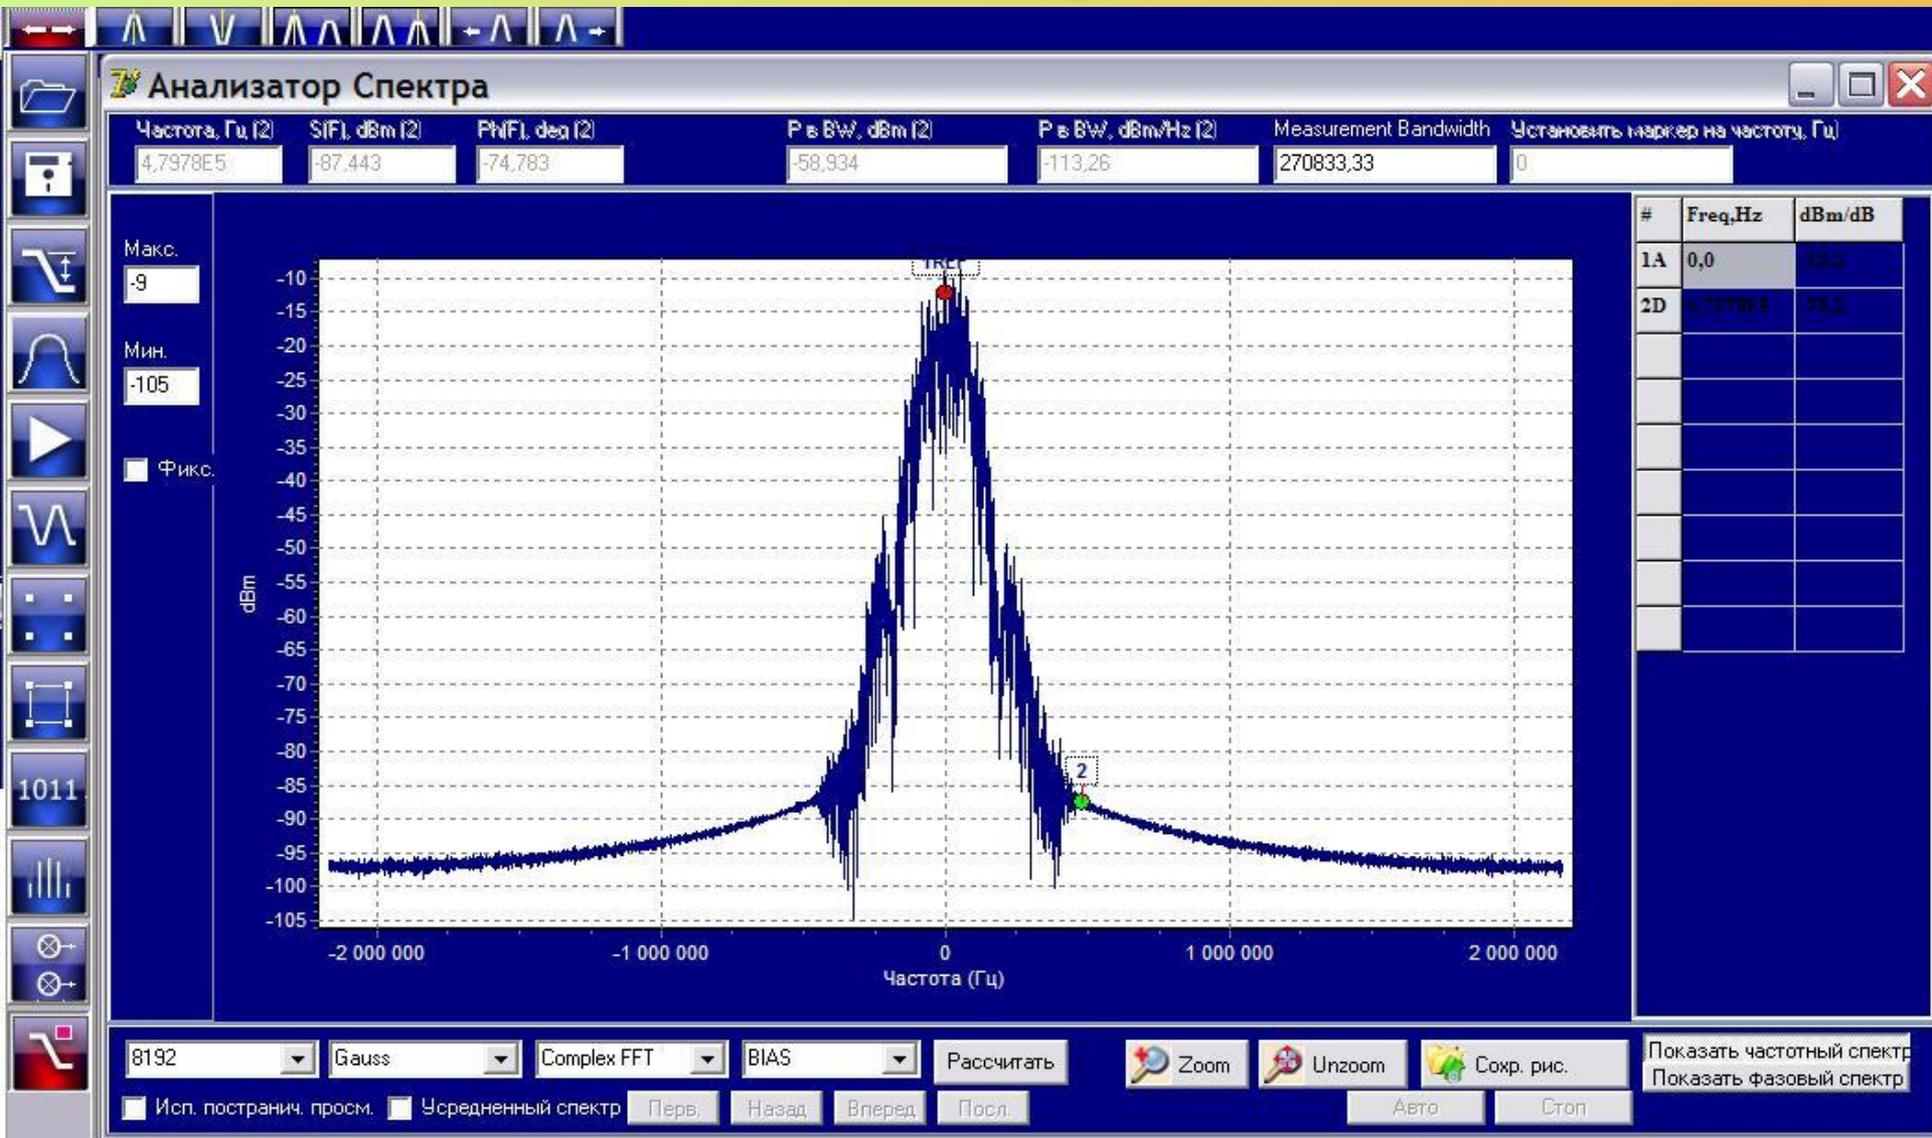 Анализатор Спектра
Частота, Гц (2) S(F), dBm (2) Ph(F), deg (2) P в BW, dBm (2) P в BW, dBm/Hz (2) Measurement Bandwidth Установить маркер на частоту, Гц)
4,7978E5 -87,443 -74,783 -58,934 -113,26 270833,33 0
Макс.
-9
Мин.
-105
Фикс.
dBm
-10
-15
-20
-25
-30
-35
-40
-45
-50
-55
-60
-65
-70
-75
-80
-85
-90
-95
-100
-105
1REF
2
-2 000 000 -1 000 000 0 1 000 000 2 000 000
Частота (Гц)
# Freq,Hz dBm/dB
1A 0,0
2D
1011
8192 Gauss Complex FFT BIAS Рассчитать Zoom Unzoom Сохр. рис.
Показать частотный спектр
Показать фазовый спектр
Исп. постранич. просм. Усредненный спектр Перв. Назад Вперед Посл. Авто Стоп